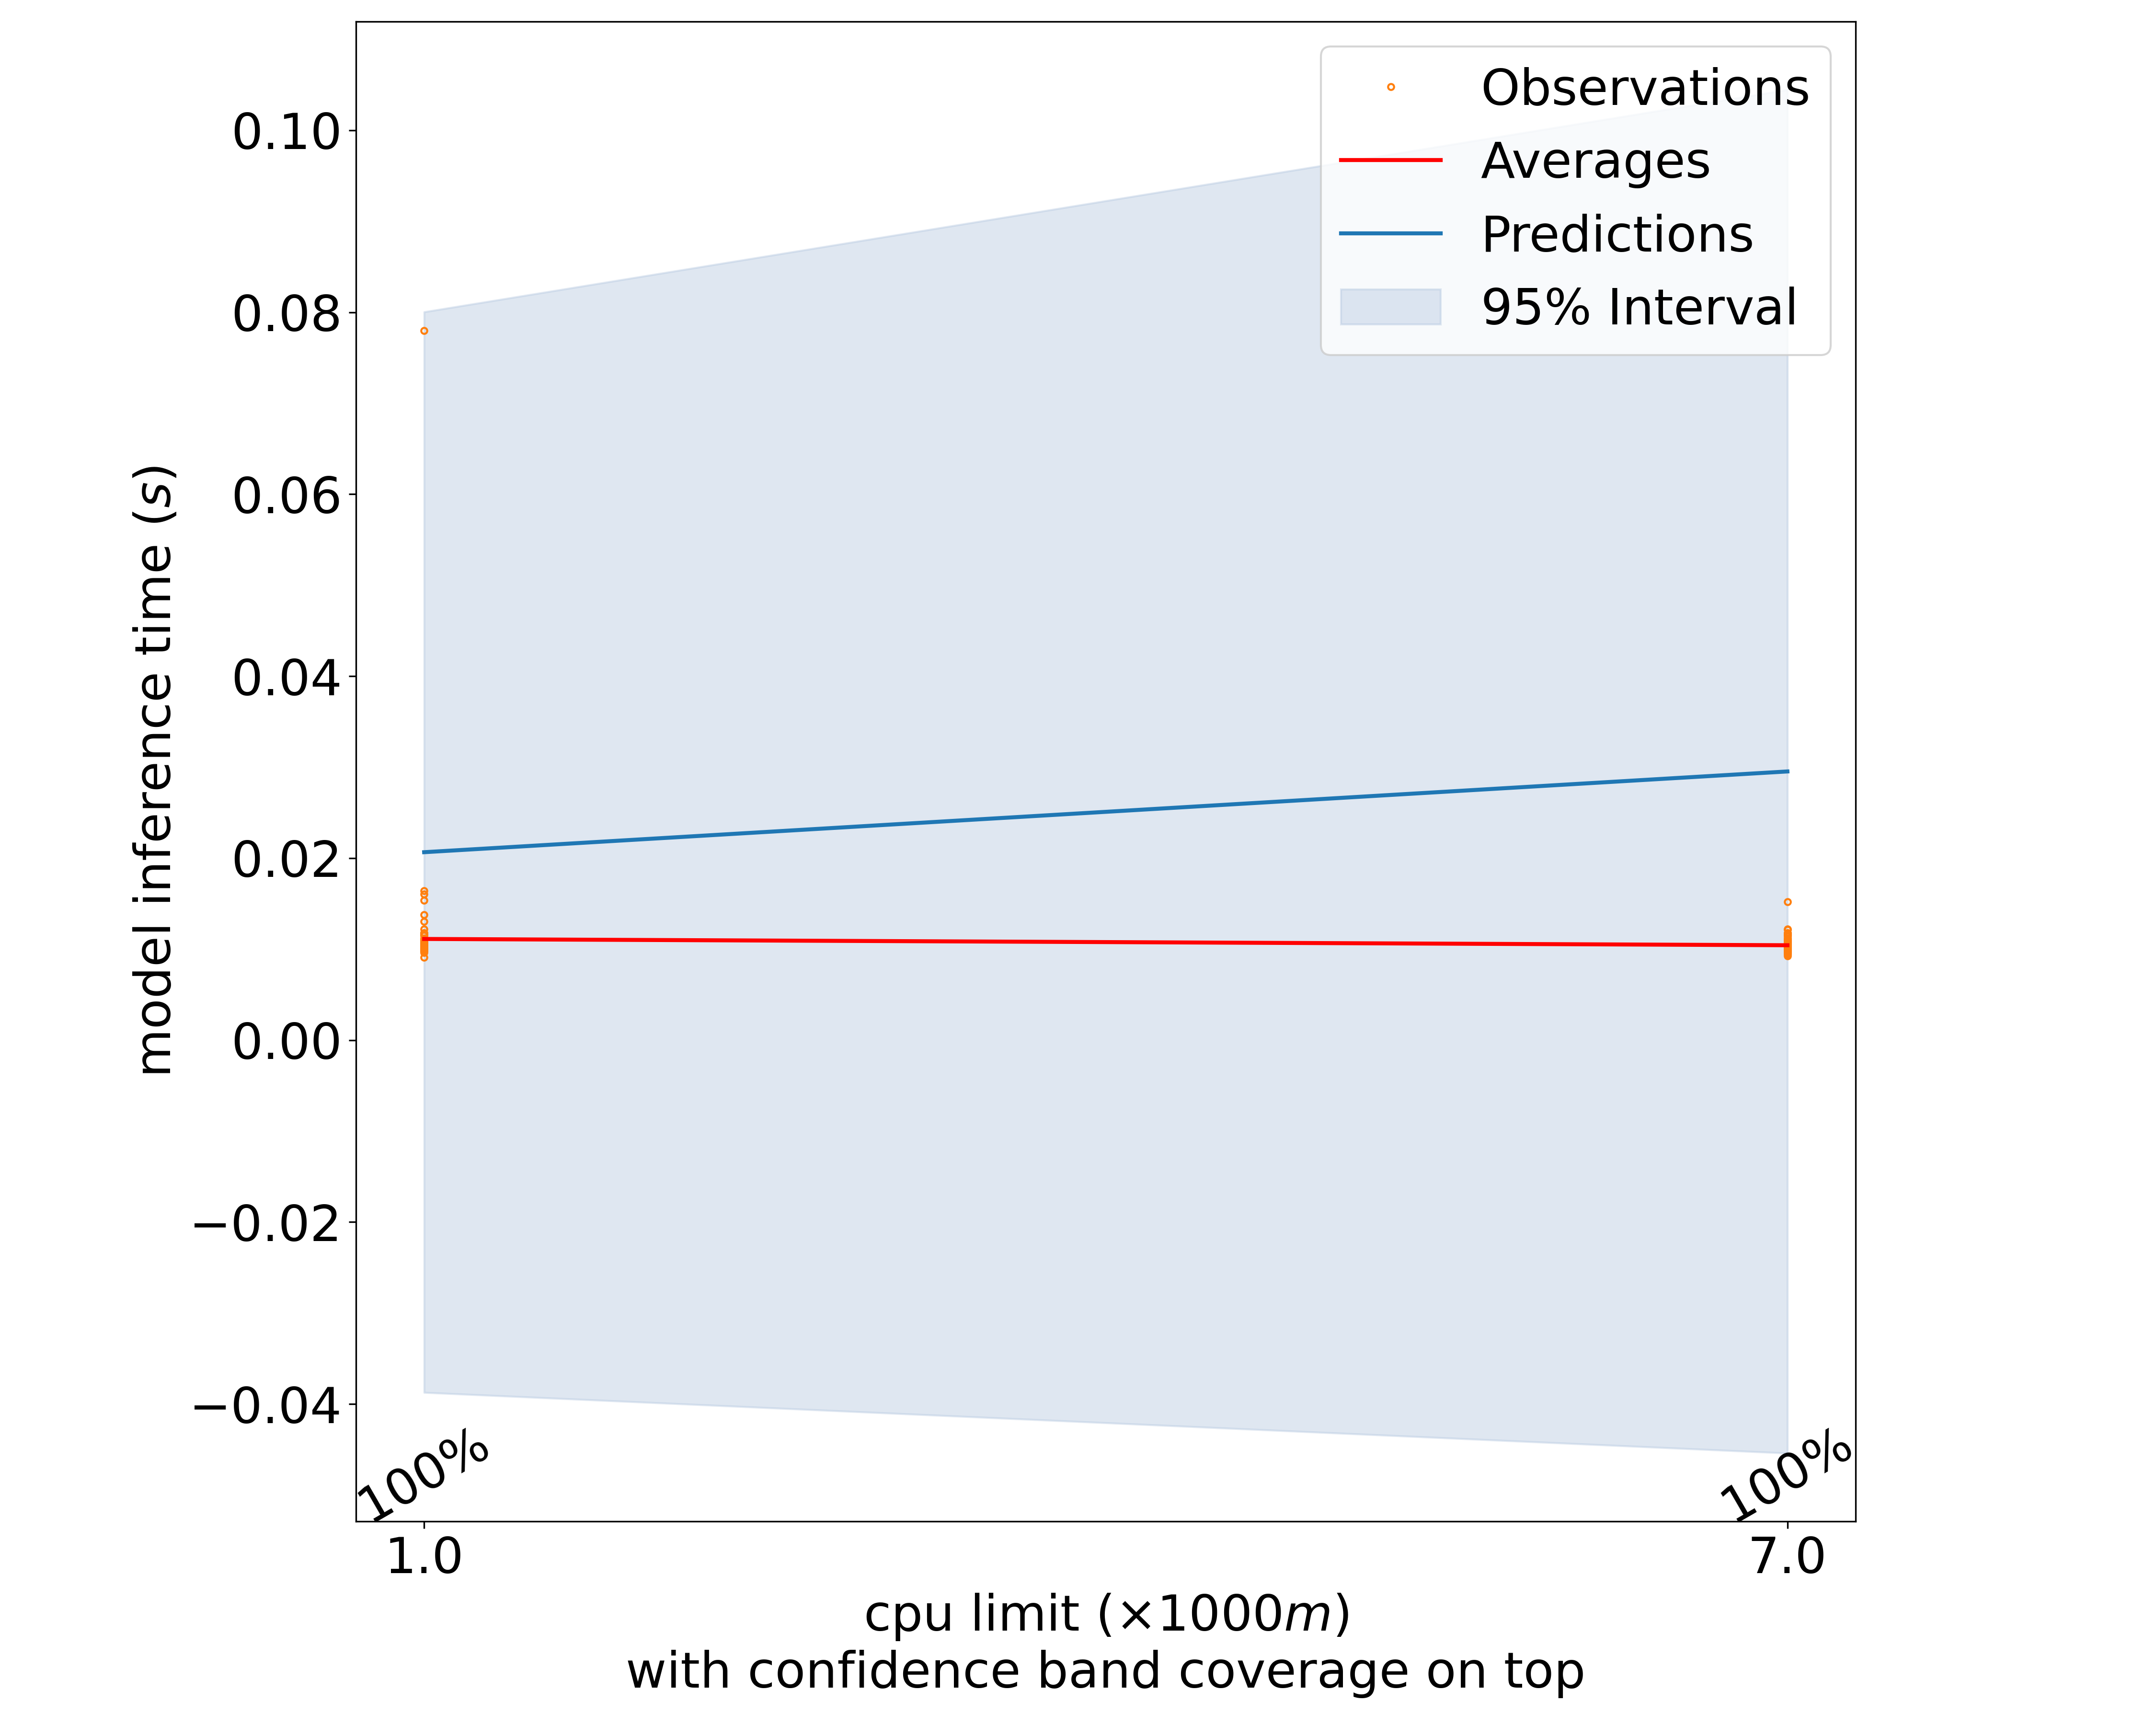 Observations
Averages
Predictions
95% Interval
0.10
0.08
0.06
0.04
0.02
0.00
−0.02
−0.04
model inference time (s)
100%
100%
1.0
7.0
cpu limit (×1000m)
with confidence band coverage on top